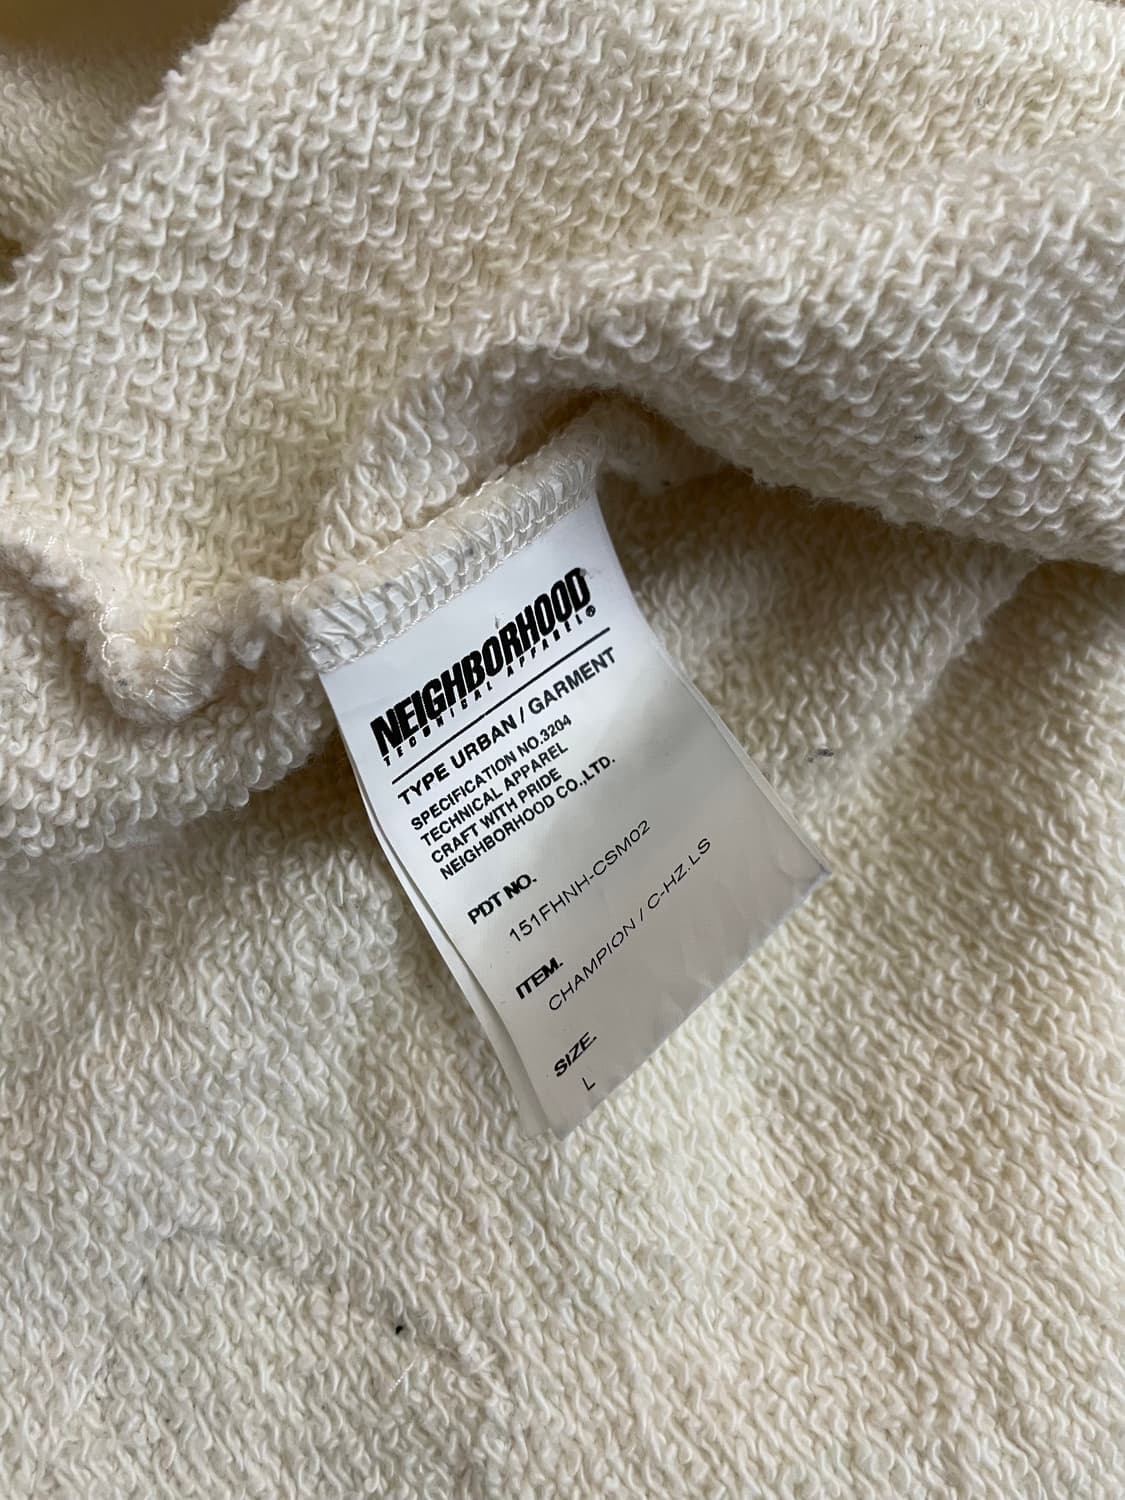 NEIGHBORHOOD
TECHNICAL APPAREL®
TYPE URBAN / GARMENT
SPECIFICATION NO.3204
TECHNICAL APPAREL
CRAFT WITH PRIDE
NEIGHBORHOOD CO.,LTD.
PDT NO.
151FHNH-CSM02
ITEM.
CHAMPION / C-HZ.LS
SIZE.
L